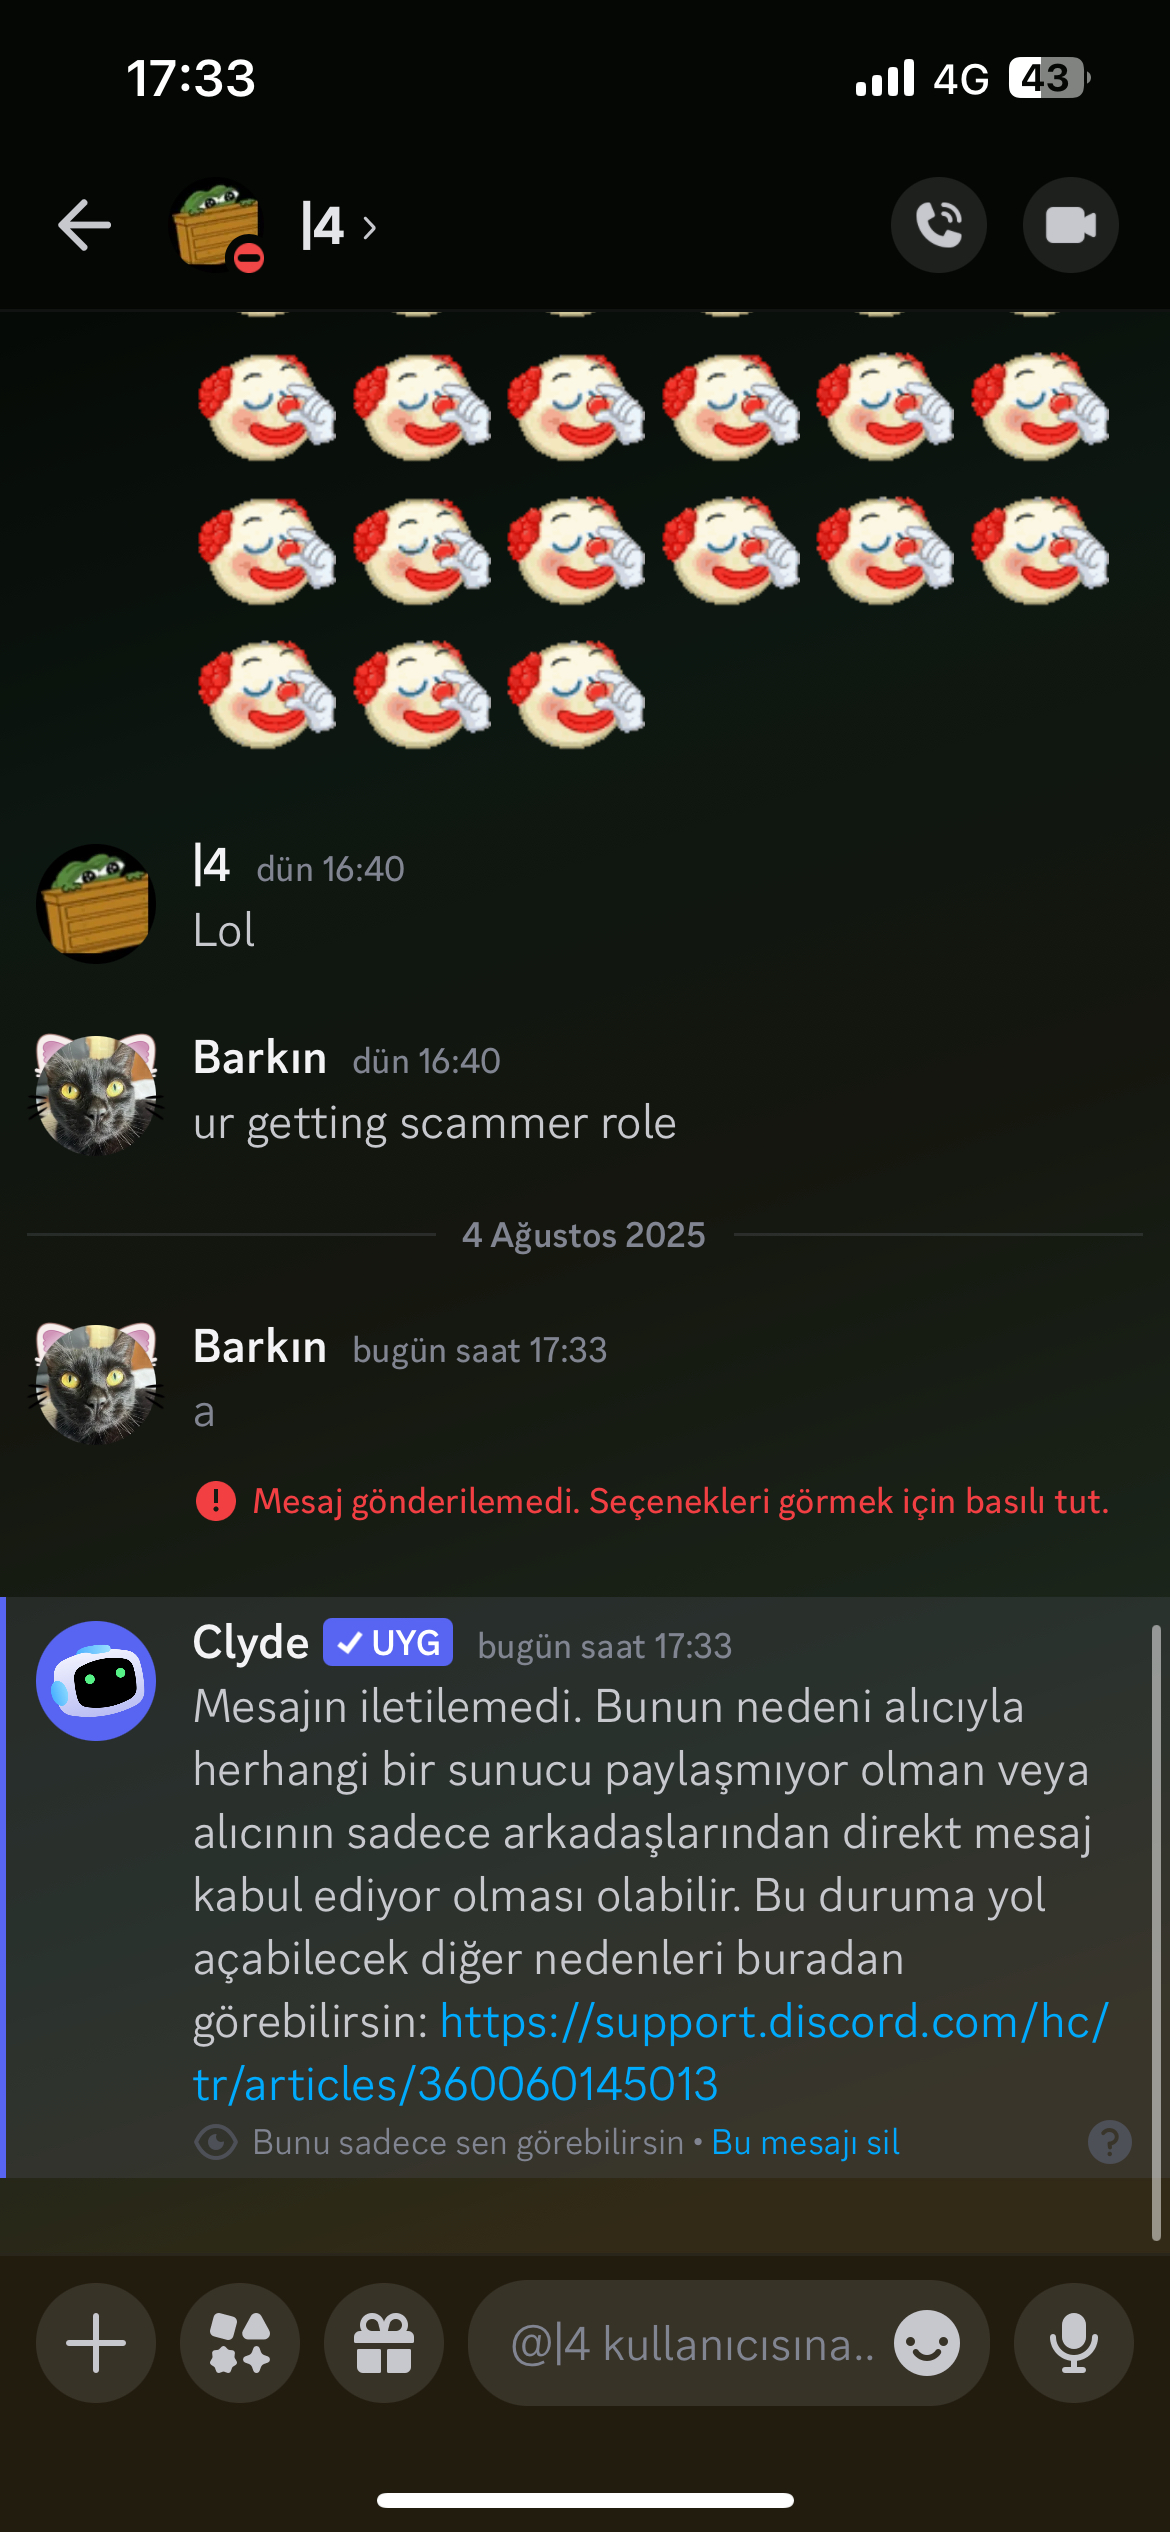 17:33
4G 43
|4
|4 dün 16:40
Lol
Barkın dün 16:40
ur getting scammer role
4 Ağustos 2025
Barkın bugün saat 17:33
a
Mesaj gönderilemedi. Seçenekleri görmek için basılı tut.
Clyde UYG bugün saat 17:33
Mesajın iletilemedi. Bunun nedeni alıcıyla
herhangi bir sunucu paylaşmıyor olman veya
alıcının sadece arkadaşlarından direkt mesaj
kabul ediyor olması olabilir. Bu duruma yol
açabilecek diğer nedenleri buradan
görebilirsin: https://support.discord.com/hc/
tr/articles/360060145013
Bunu sadece sen görebilirsin • Bu mesajı sil
@|4 kullanıcısına..